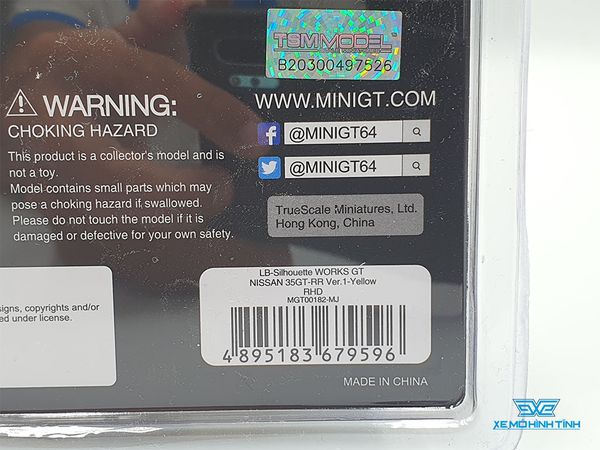 TSM MODEL
B20300497526
WARNING:
CHOKING HAZARD
This product is a collector's model and is
not a toy.
Model contains small parts which may
pose a choking hazard if swallowed.
Please do not touch the model if it is
damaged or defective for your own safety.
WWW.MINIGT.COM
@MINIGT64
@MINIGT64
TrueScale Miniatures, Ltd.
Hong Kong, China
signs, copyrights and/or
ed under license.
LB-Silhouette WORKS GT
NISSAN 35GT-RR Ver.1-Yellow
RHD
MGT00182-MJ
4 895183 679596
MADE IN CHINA
XEMOHINHTINH